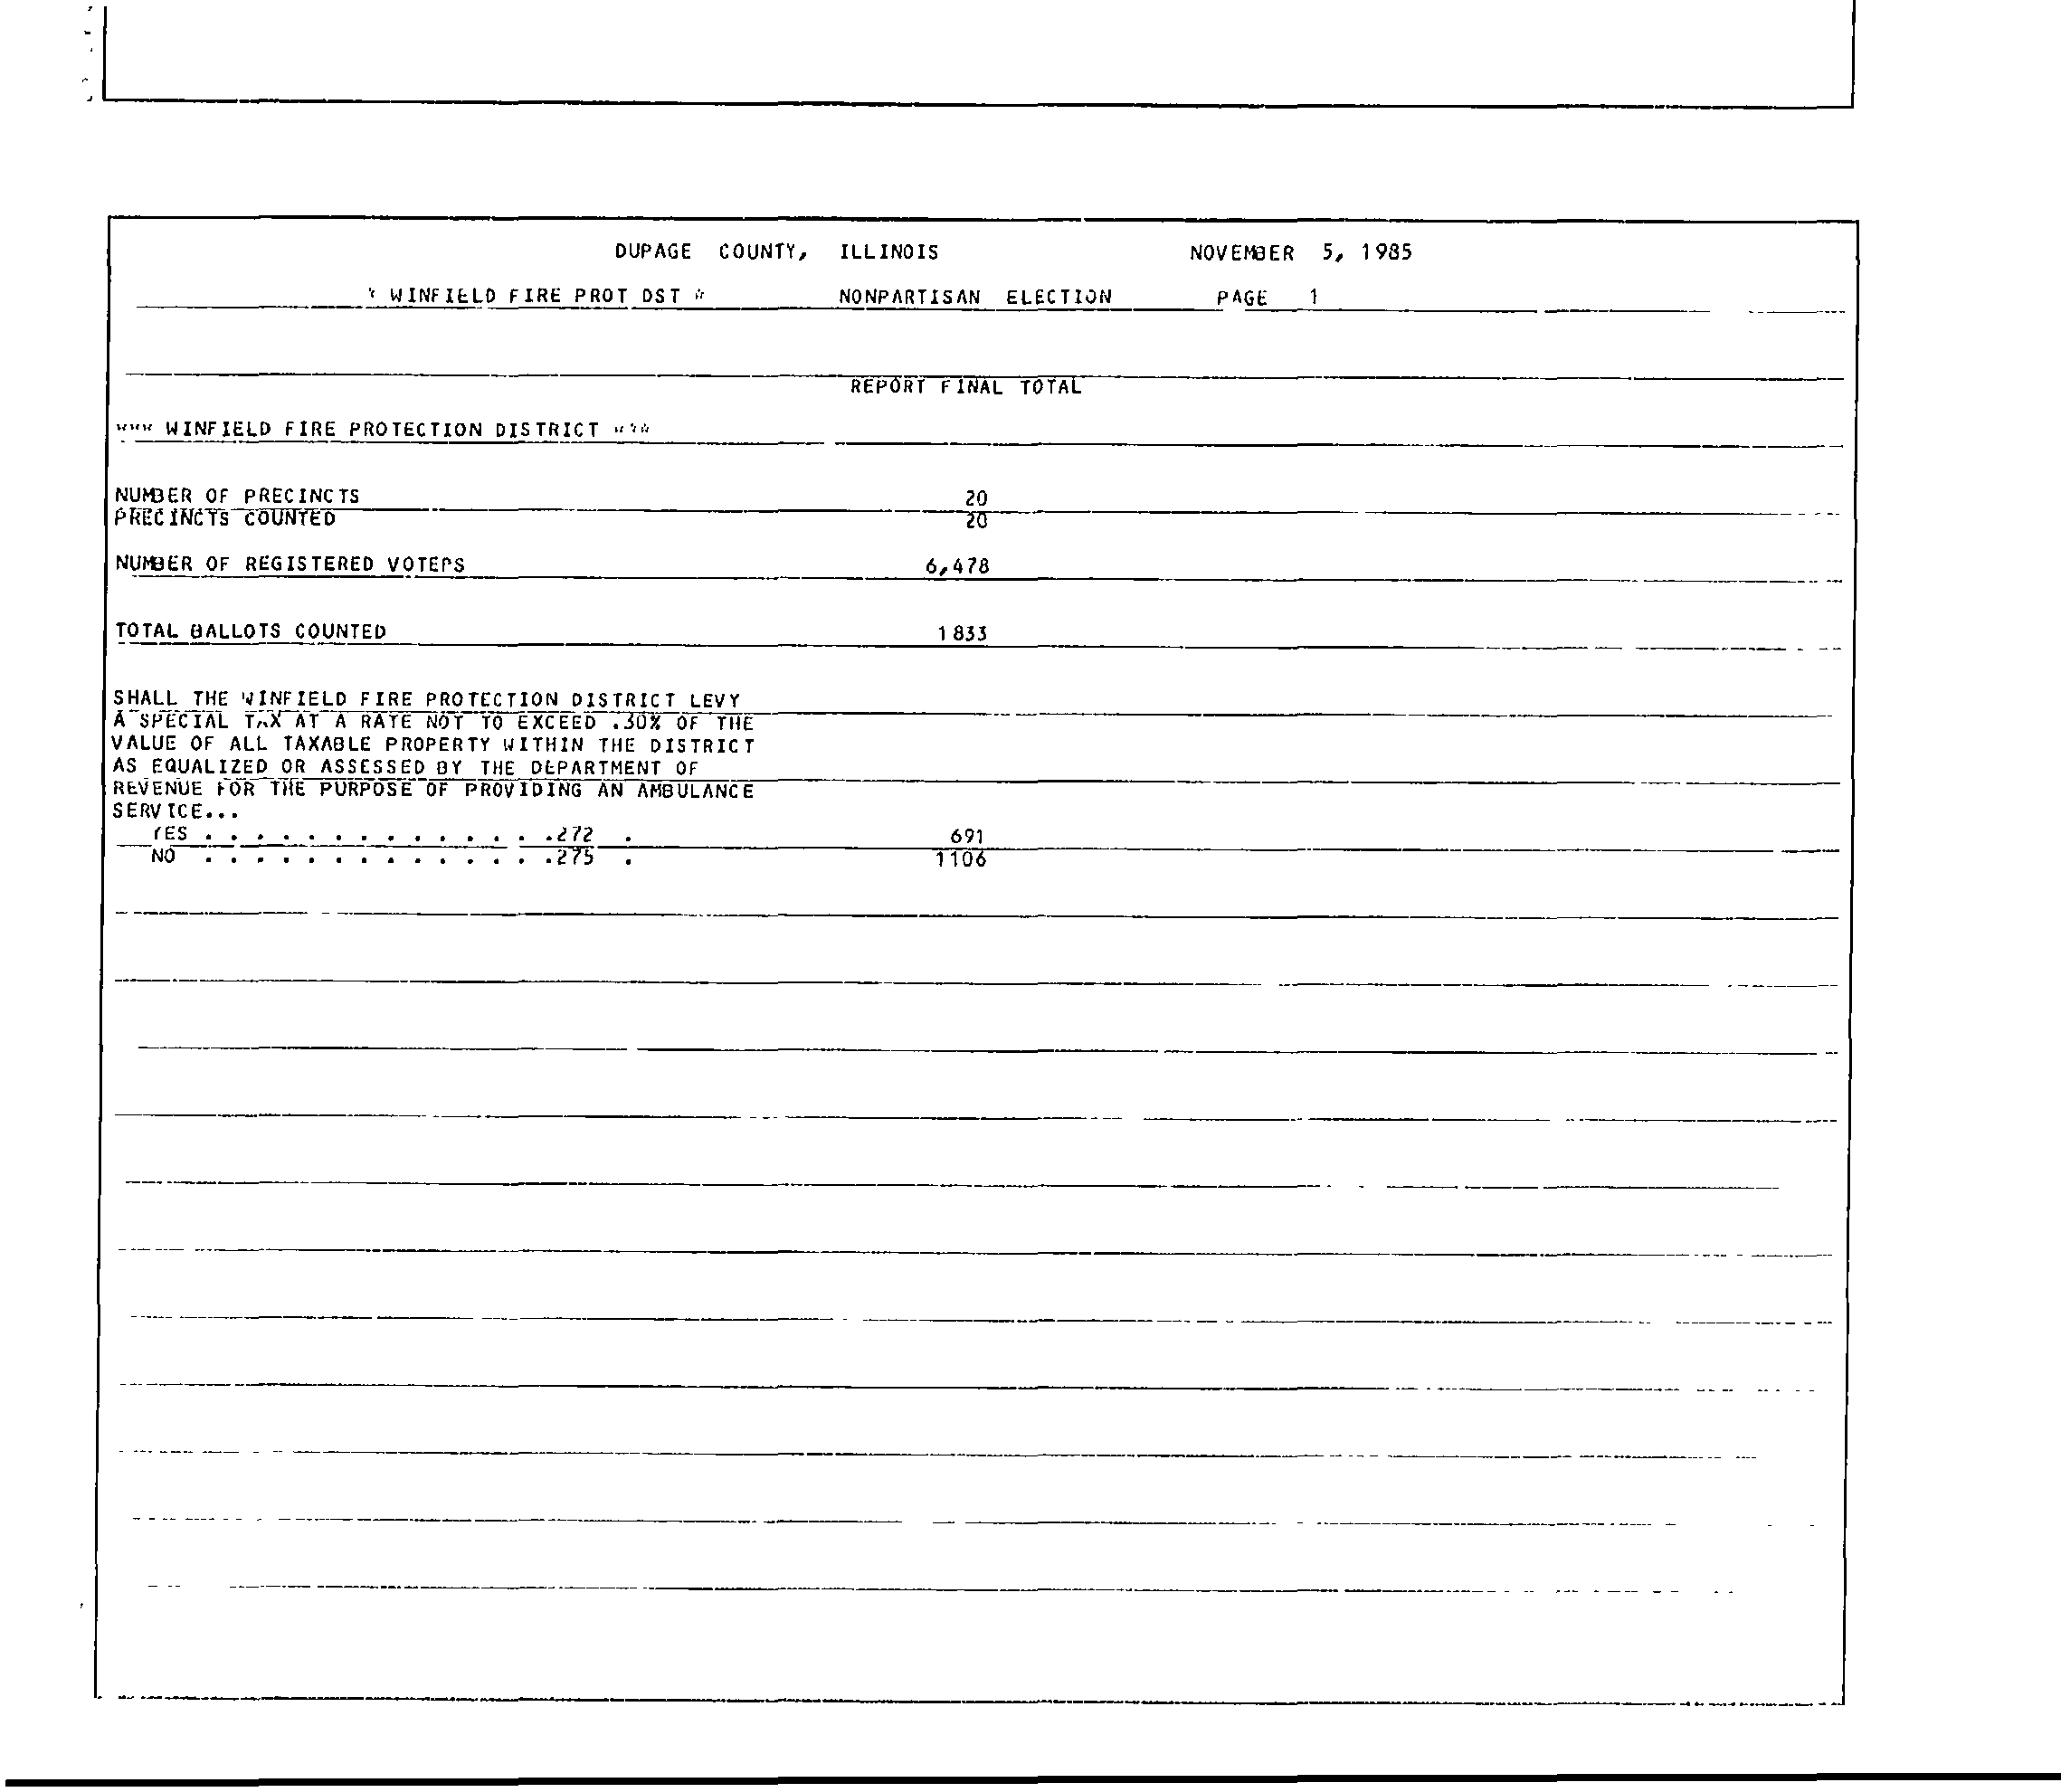 DUPAGE COUNTY, ILLINOIS NOVEMBER 5, 1985
* WINFIELD FIRE PROT DST * NONPARTISAN ELECTION PAGE 1
REPORT FINAL TOTAL
*** WINFIELD FIRE PROTECTION DISTRICT ***
NUMBER OF PRECINCTS 20
PRECINCTS COUNTED 20
NUMBER OF REGISTERED VOTERS 6,478
TOTAL BALLOTS COUNTED 1833
SHALL THE WINFIELD FIRE PROTECTION DISTRICT LEVY
A SPECIAL TAX AT A RATE NOT TO EXCEED .30% OF THE
VALUE OF ALL TAXABLE PROPERTY WITHIN THE DISTRICT
AS EQUALIZED OR ASSESSED BY THE DEPARTMENT OF
REVENUE FOR THE PURPOSE OF PROVIDING AN AMBULANCE
SERVICE...
YES . . . . . . . . . . . . . .272 . 691
NO . . . . . . . . . . . . . .275 . 1106